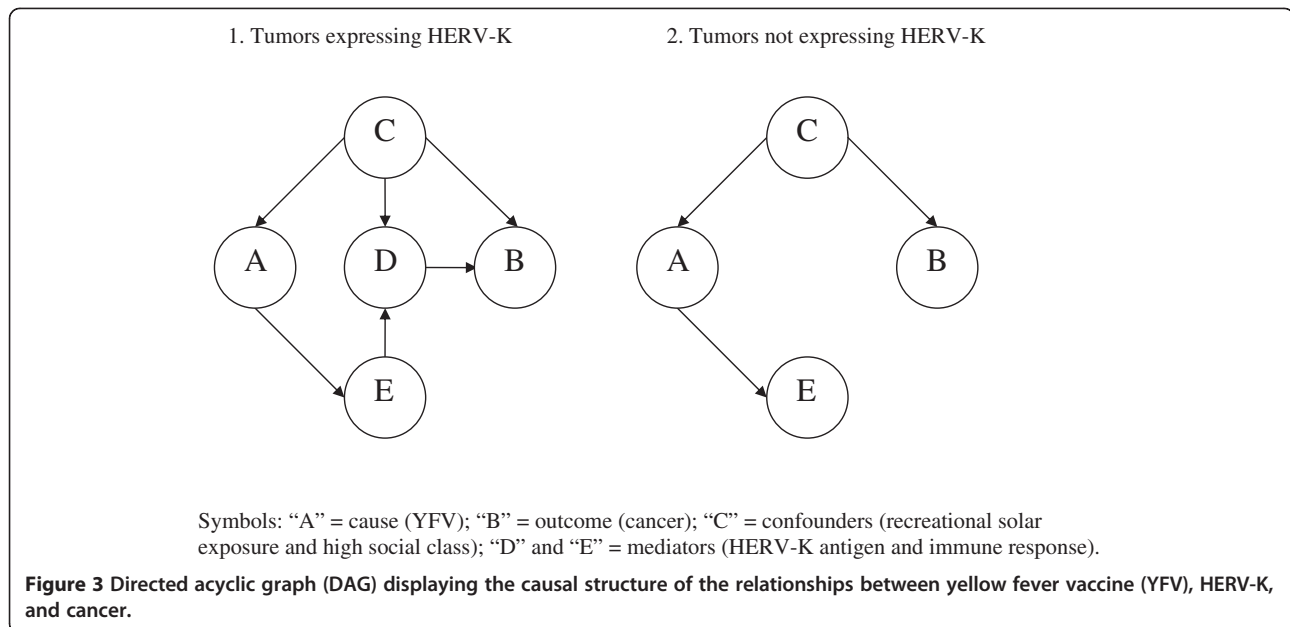 1. Tumors expressing HERV-K
2. Tumors not expressing HERV-K
C
A
D
B
E
C
A
B
E
Symbols: “A” = cause (YFV); “B” = outcome (cancer); “C” = confounders (recreational solar
exposure and high social class); “D” and “E” = mediators (HERV-K antigen and immune response).
Figure 3 Directed acyclic graph (DAG) displaying the causal structure of the relationships between yellow fever vaccine (YFV), HERV-K,
and cancer.